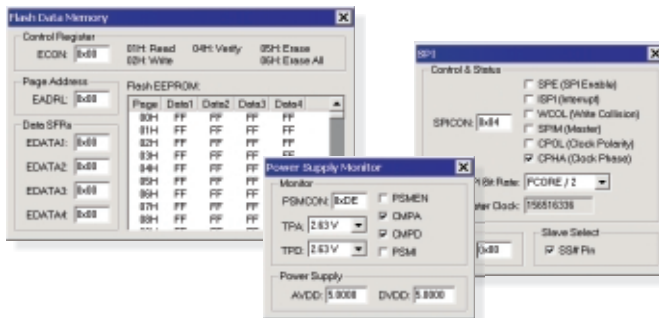 Flash Data Memory
Control Register
ECON: 0x00
01H: Read 04H: Verify 05H: Erase
02H: Write 06H: Erase All
Page Address
EADRL: 0x00
Data SFRs
EDATA1: 0x00
EDATA2: 0x00
EDATA3: 0x00
EDATA4: 0x00
Flash EEPROM:
Page Data1 Data2 Data3 Data4
00H FF FF FF FF
01H FF FF FF FF
02H FF FF FF FF
03H FF FF FF FF
04H FF FF FF
05H FF FF FF
06H FF FF FF
07H FF FF FF
08H FF FF FF
SPI
Control & Status
SPICON: 0x04
SPE (SPI Enable)
ISPI (Interrupt)
WCOL (Write Collision)
SPIM (Master)
CPOL (Clock Polarity)
CPHA (Clock Phase)
Bit Rate: FCORE / 2
Clock:
0x00
Slave Select
SS# Pin
Power Supply Monitor
Monitor
PSMCON: 0xDE
TPA: 2.63 V
TPD: 2.63 V
PSMEN
CMPA
CMPD
PSMI
Power Supply
AVDD: 5.0000 DVDD: 5.0000